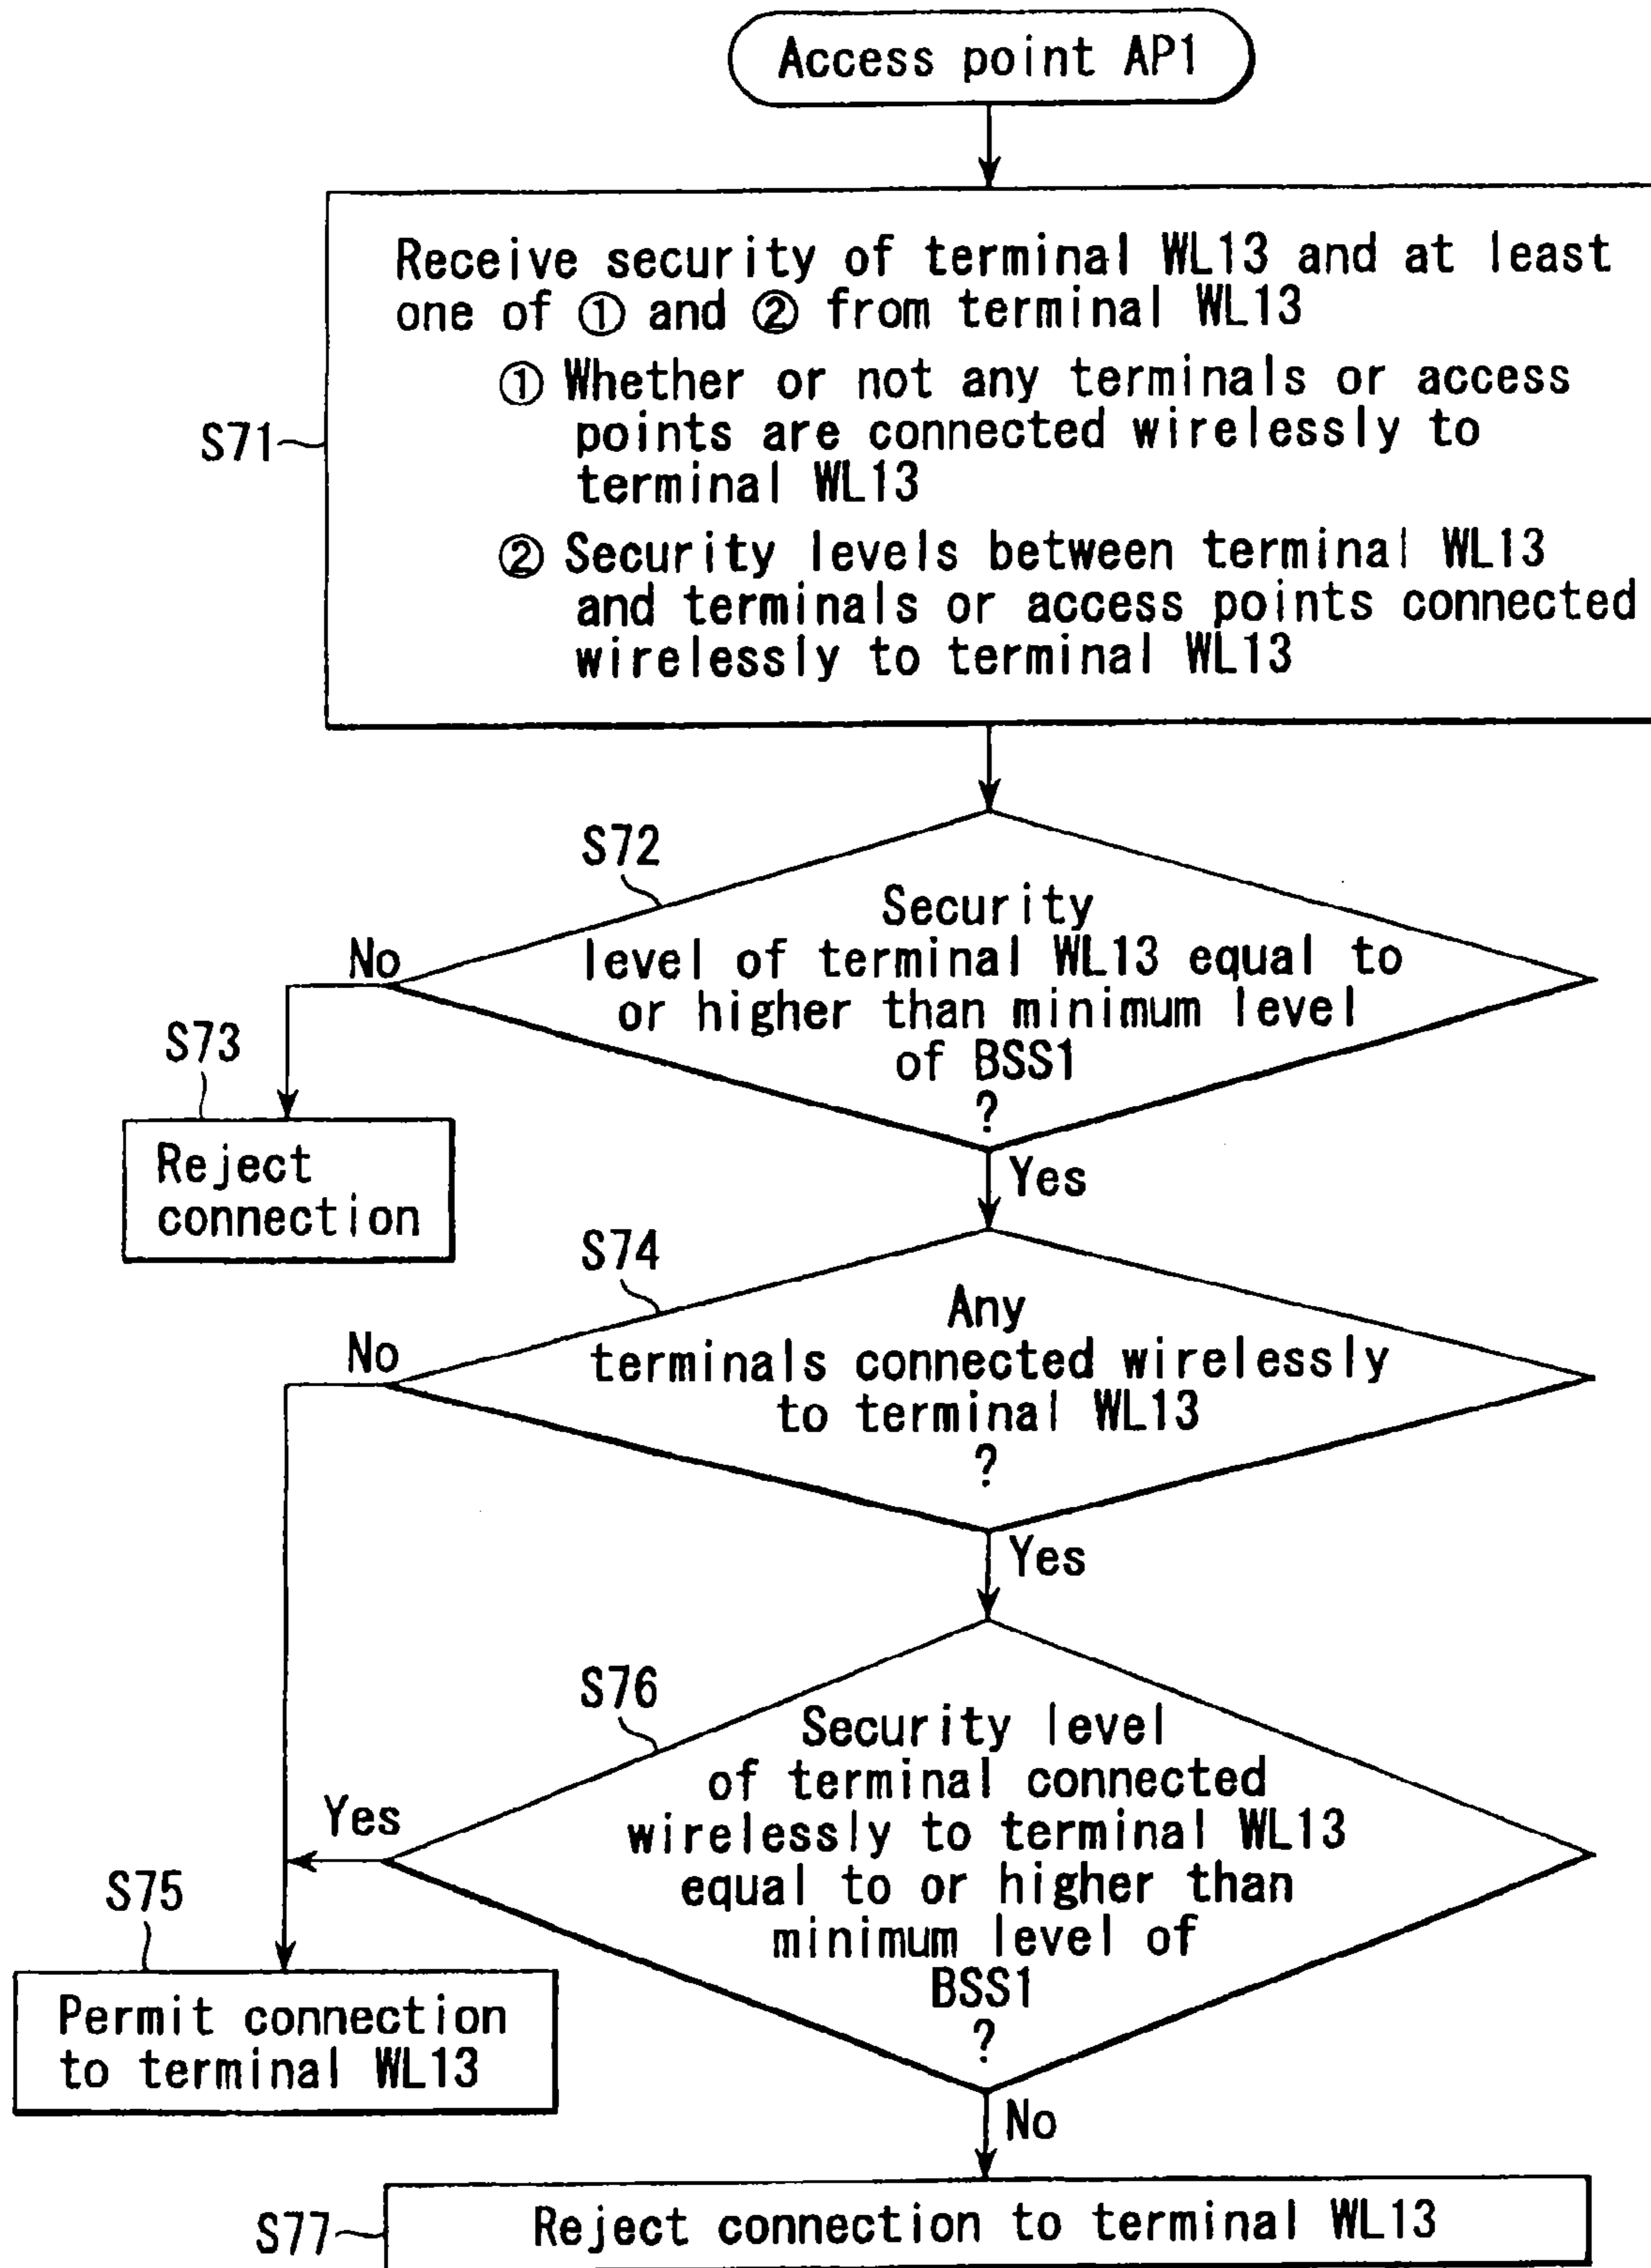 Access point AP1
Receive security of terminal WL13 and at least
one of ① and ② from terminal WL13
① Whether or not any terminals or access
points are connected wirelessly to
terminal WL13
② Security levels between terminal WL13
and terminals or access points connected
wirelessly to terminal WL13
S71
S72
Security
level of terminal WL13 equal to
or higher than minimum level
of BSS1
?
No
Yes
S73
Reject
connection
S74
Any
terminals connected wirelessly
to terminal WL13
?
No
Yes
S76
Security level
of terminal connected
wirelessly to terminal WL13
equal to or higher than
minimum level of
BSS1
?
Yes
S75
Permit connection
to terminal WL13
No
S77
Reject connection to terminal WL13